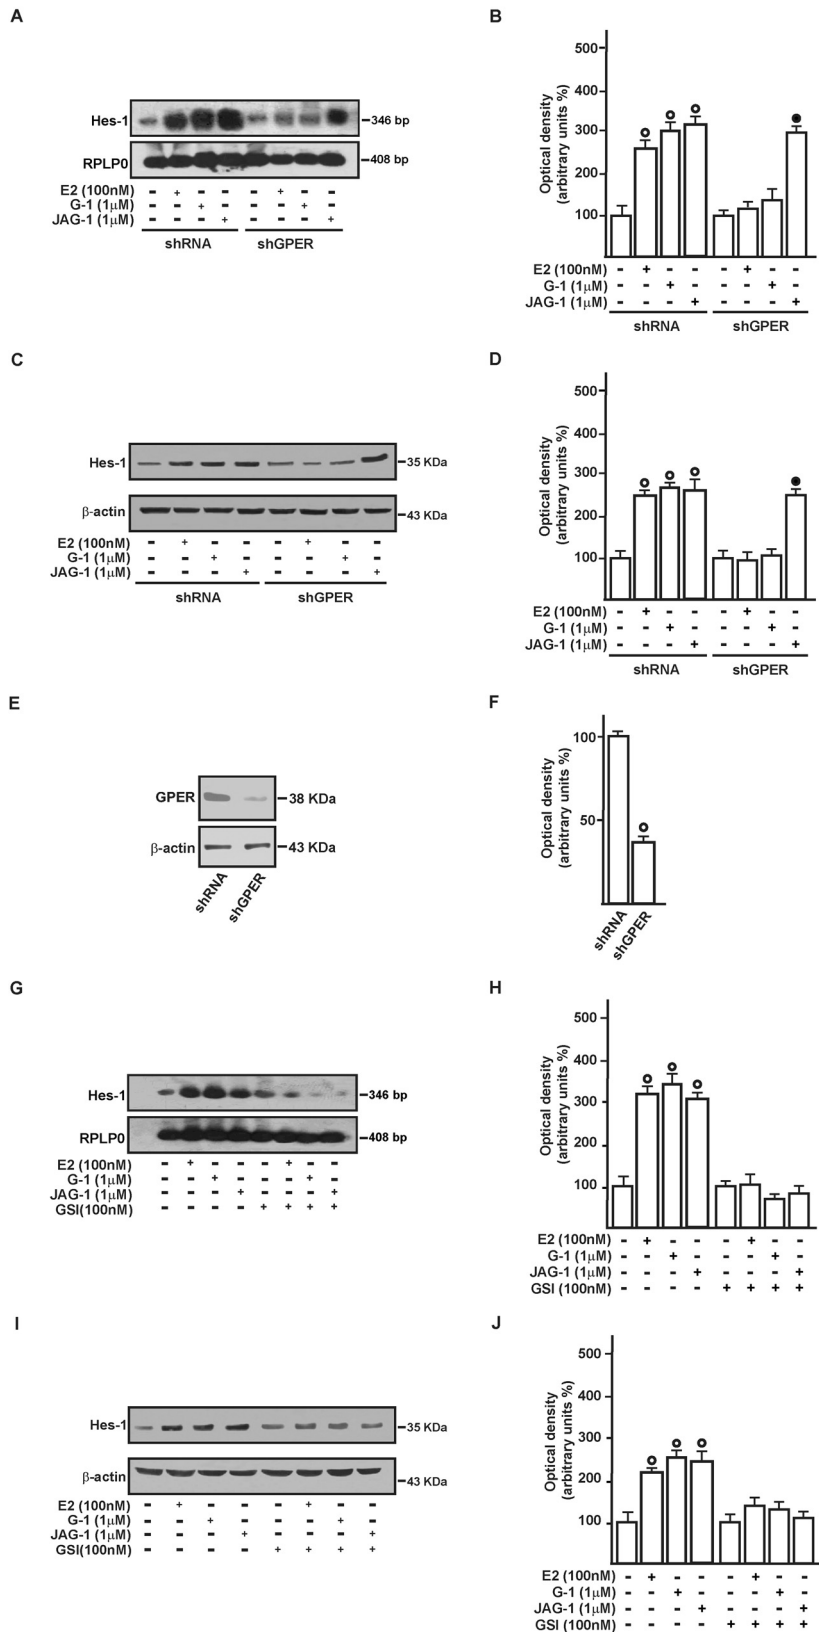 A
Hes-1
346 bp
RPLP0
408 bp
E2 (100nM) - + - - - + - -
G-1 (1µM) - - + - - - + -
JAG-1 (1µM) - - - + - - - +
shRNA shGPER
B
Optical density
(arbitrary units %)
500
400
300
200
100
E2 (100nM) - + - - - + - -
G-1 (1µM) - - + - - - + -
JAG-1 (1µM) - - - + - - - +
shRNA shGPER
C
Hes-1
35 KDa
β-actin
43 KDa
E2 (100nM) - + - - - + - -
G-1 (1µM) - - + - - - + -
JAG-1 (1µM) - - - + - - - +
shRNA shGPER
D
Optical density
(arbitrary units %)
500
400
300
200
100
E2 (100nM) - + - - - + - -
G-1 (1µM) - - + - - - + -
JAG-1 (1µM) - - - + - - - +
shRNA shGPER
E
GPER
38 KDa
β-actin
43 KDa
shRNA
shGPER
F
Optical density
(arbitrary units %)
100
50
shRNA
shGPER
G
Hes-1
346 bp
RPLP0
408 bp
E2 (100nM) - + - - - + - -
G-1 (1µM) - - + - - - + -
JAG-1 (1µM) - - - + - - - +
GSI(100nM) - - - - + + + +
H
Optical density
(arbitrary units %)
500
400
300
200
100
E2 (100nM) - + - - - + - -
G-1 (1µM) - - + - - - + -
JAG-1 (1µM) - - - + - - - +
GSI (100nM) - - - - + + + +
I
Hes-1
35 KDa
β-actin
43 KDa
E2 (100nM) - + - - - + - -
G-1 (1µM) - - + - - - + -
JAG-1 (1µM) - - - + - - - +
GSI(100nM) - - - - + + + +
J
Optical density
(arbitrary units %)
500
400
300
200
100
E2 (100nM) - + - - - + - -
G-1 (1µM) - - + - - - + -
JAG-1 (1µM) - - - + - - - +
GSI (100nM) - - - - + + + +